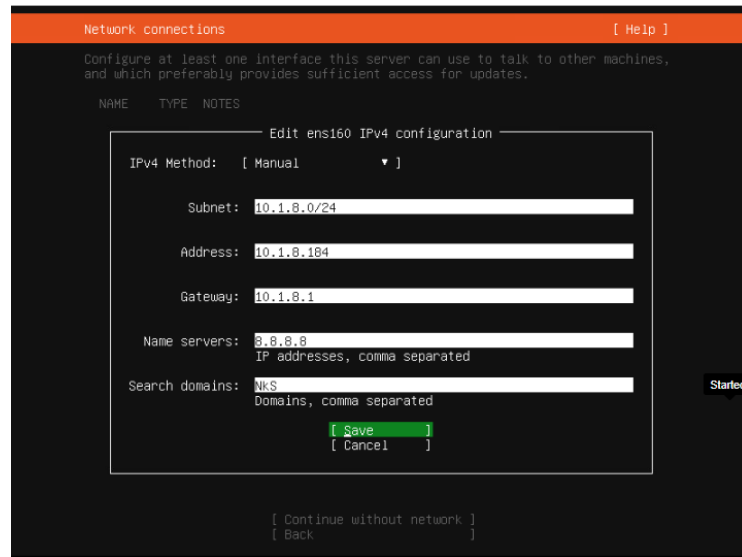 Network connections [ Help ]
Configure at least one interface this server can use to talk to other machines,
and which preferably provides sufficient access for updates.
NAME TYPE NOTES
Edit ens160 IPv4 configuration
IPv4 Method: [ Manual ▾ ]
Subnet: 10.1.8.0/24
Address: 10.1.8.184
Gateway: 10.1.8.1
Name servers: 8.8.8.8
IP addresses, comma separated
Search domains: NkS
Domains, comma separated
Started
[ Save ]
[ Cancel ]
[ Continue without network ]
[ Back ]